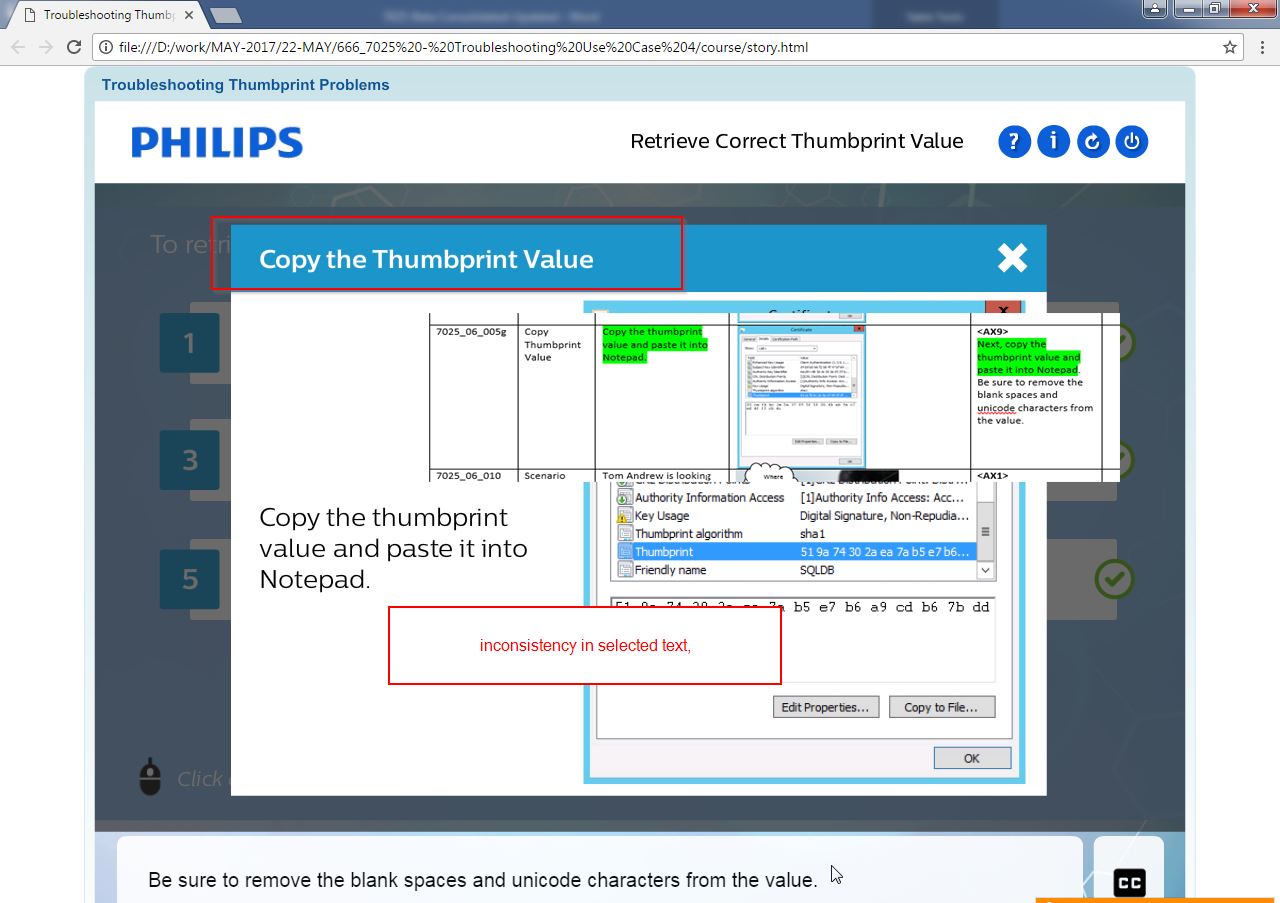 Troubleshooting Thumbp
file:///D:/work/MAY-2017/22-MAY/666_7025%20-%20Troubleshooting%20Use%20Case%204/course/story.html
Troubleshooting Thumbprint Problems
PHILIPS
Retrieve Correct Thumbprint Value
To retri
Copy the Thumbprint Value
1
3
5
7025_06_005g
Copy
Thumbprint
Value
Copy the thumbprint
value and paste it into
Notepad.
Certificate
<AX9>
Next, copy the
thumbprint value and
paste it into Notepad.
Be sure to remove the
blank spaces and
unicode characters from
the value.
7025_06_010
Scenario
Tom Andrew is looking
Where
<AX1>
Authority Information Access [1]Authority Info Access: Acc...
Key Usage Digital Signature, Non-Repudia...
Thumbprint algorithm sha1
Thumbprint 51 9a 74 30 2a ea 7a b5 e7 b6...
Friendly name SQLDB
b5 e7 b6 a9 cd b6 7b dd
Copy the thumbprint
value and paste it into
Notepad.
inconsistency in selected text,
Edit Properties...
Copy to File...
OK
Click
Be sure to remove the blank spaces and unicode characters from the value.
CC